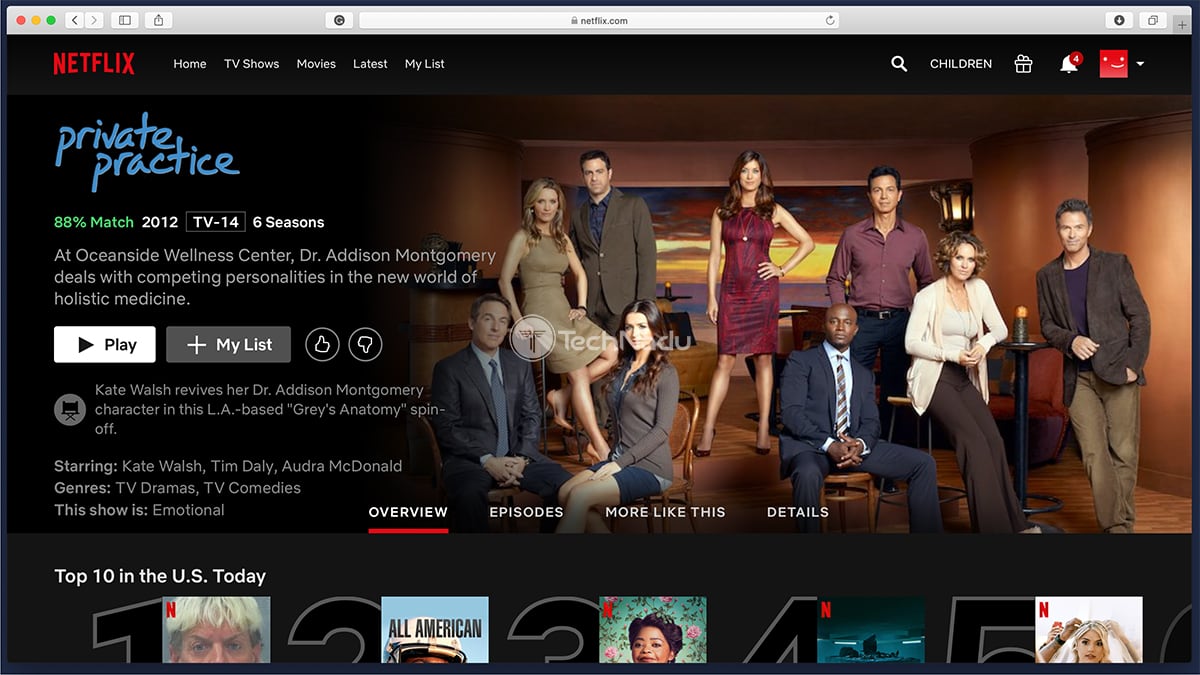 netflix.com
NETFLIX
Home TV Shows Movies Latest My List
CHILDREN
4
private
practice
88% Match 2012 TV-14 6 Seasons
At Oceanside Wellness Center, Dr. Addison Montgomery
deals with competing personalities in the new world of
holistic medicine.
Play
My List
TechNadu
Kate Walsh revives her Dr. Addison Montgomery
character in this L.A.-based "Grey's Anatomy" spin-
off.
Starring: Kate Walsh, Tim Daly, Audra McDonald
Genres: TV Dramas, TV Comedies
This show is: Emotional
OVERVIEW EPISODES MORE LIKE THIS DETAILS
Top 10 in the U.S. Today
1 N 2 ALL AMERICAN 3 N 4 N 5 N